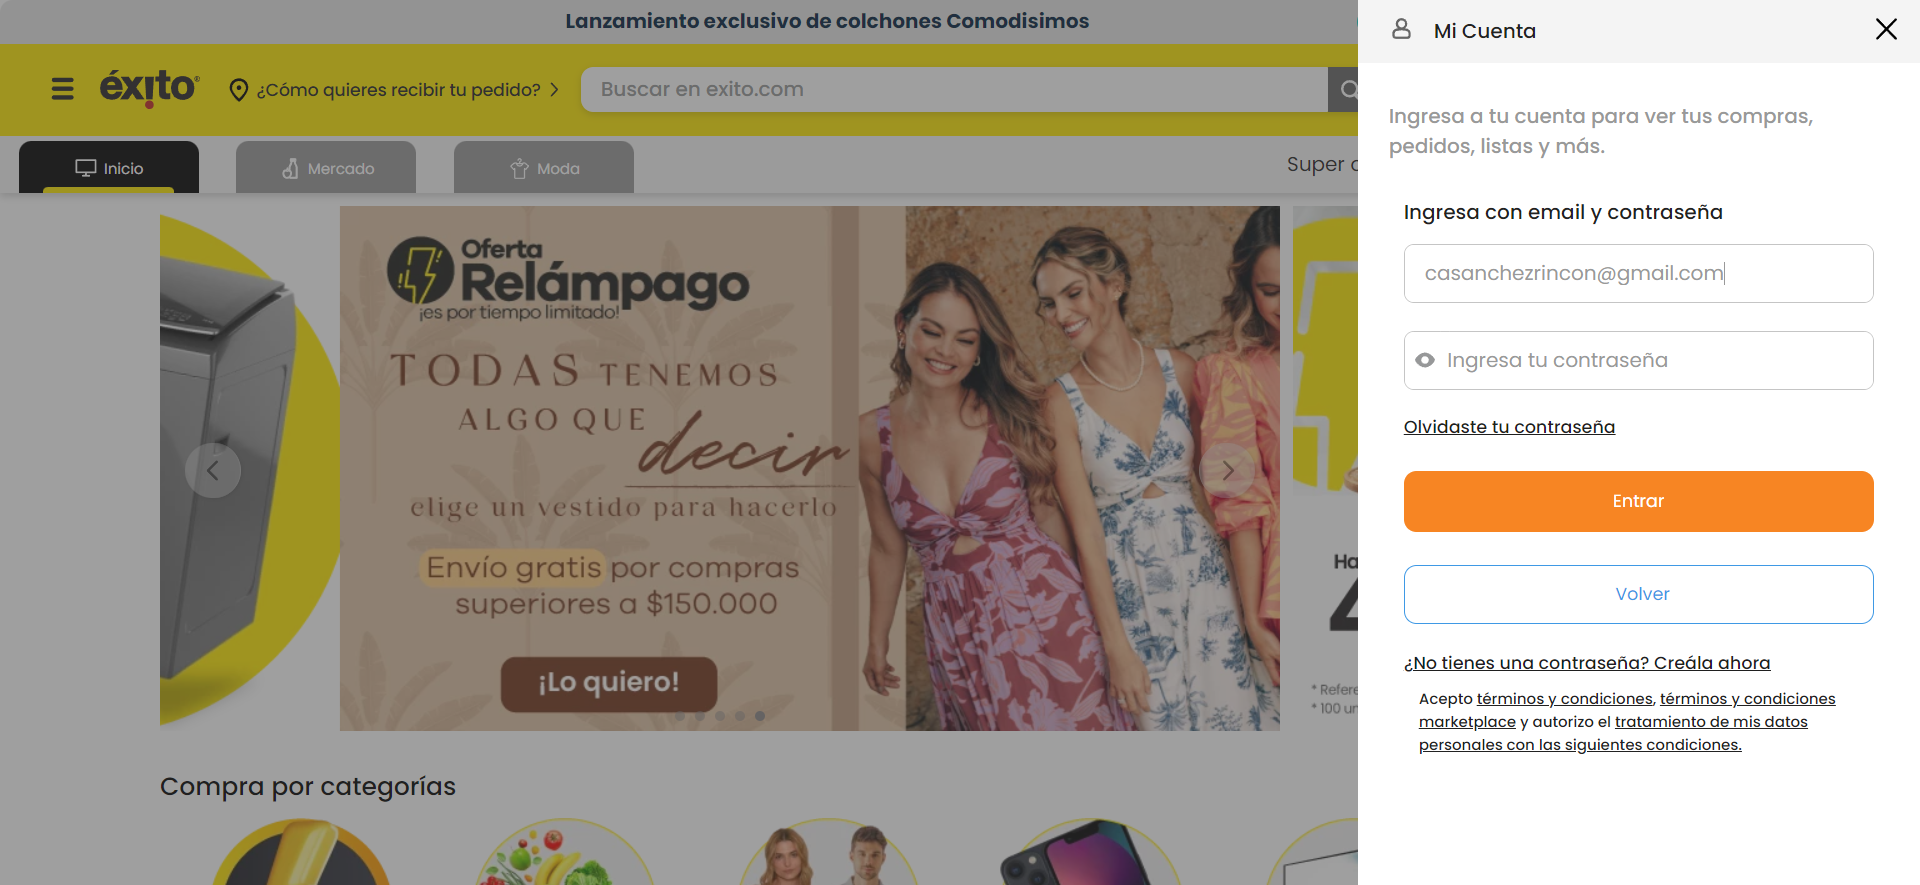 Lanzamiento exclusivo de colchones Comodisimos
éxito
¿Cómo quieres recibir tu pedido?
Buscar en exito.com
Inicio
Mercado
Moda
Super
Oferta
Relámpago
¡es por tiempo limitado!
TODAS TENEMOS
ALGO QUE
decir
elige un vestido para hacerlo
Envío gratis por compras
superiores a $150.000
¡Lo quiero!
Compra por categorías
Mi Cuenta
Ingresa a tu cuenta para ver tus compras,
pedidos, listas y más.
Ingresa con email y contraseña
casanchezrincon@gmail.com
Ingresa tu contraseña
Olvidaste tu contraseña
Entrar
Volver
¿No tienes una contraseña? Creála ahora
Acepto términos y condiciones, términos y condiciones
marketplace y autorizo el tratamiento de mis datos
personales con las siguientes condiciones.